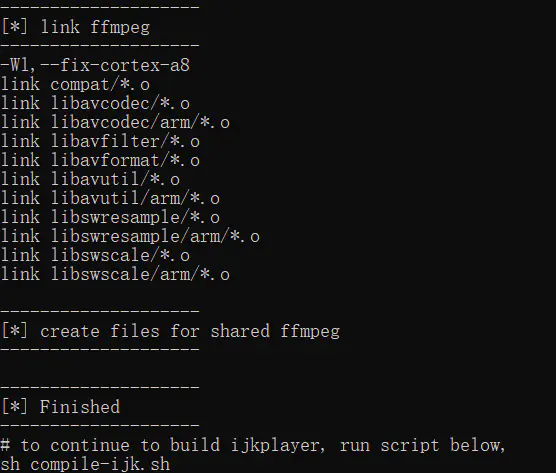 --------------------
[*] link ffmpeg
--------------------
-Wl,--fix-cortex-a8
link compat/*.o
link libavcodec/*.o
link libavcodec/arm/*.o
link libavfilter/*.o
link libavformat/*.o
link libavutil/*.o
link libavutil/arm/*.o
link libswresample/*.o
link libswresample/arm/*.o
link libswscale/*.o
link libswscale/arm/*.o
--------------------
[*] create files for shared ffmpeg
--------------------
--------------------
[*] Finished
--------------------
# to continue to build ijkplayer, run script below,
sh compile-ijk.sh